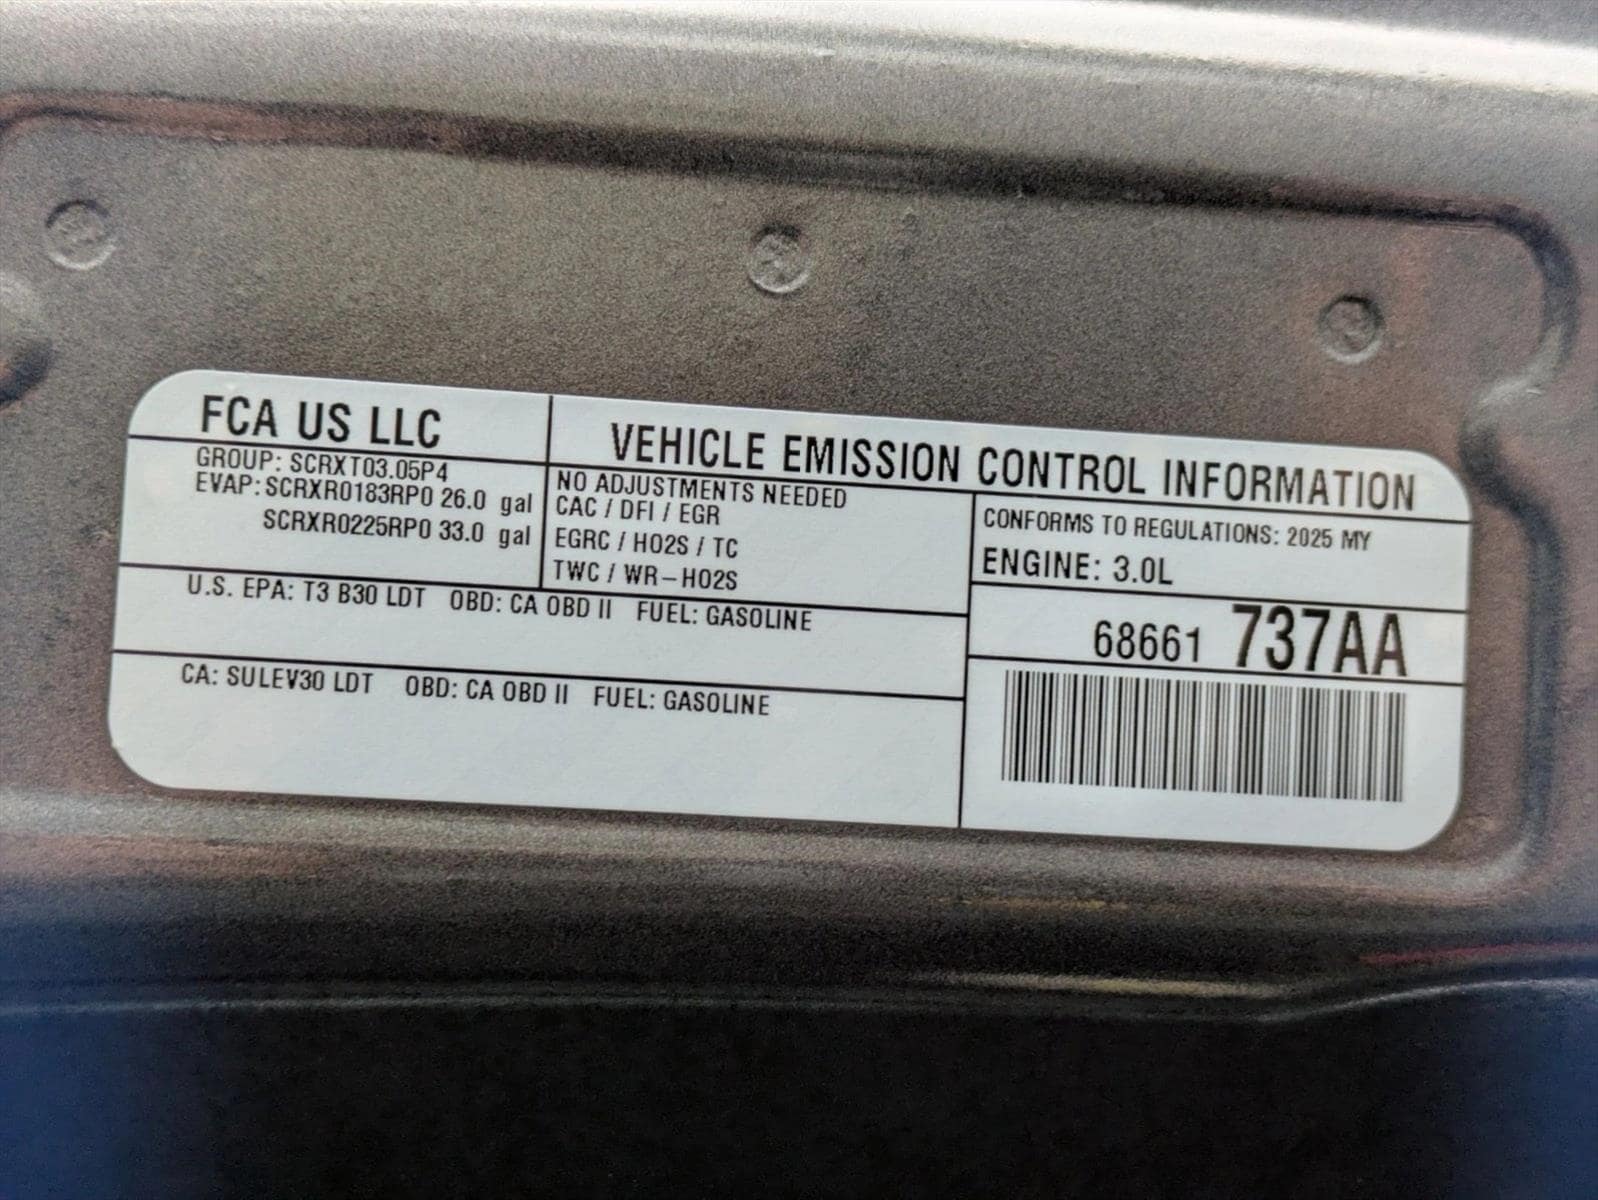 FCA US LLC
VEHICLE EMISSION CONTROL INFORMATION
GROUP: SCRXT03.05P4
EVAP: SCRXR0183RP0 26.0 gal
SCRXR0225RP0 33.0 gal
NO ADJUSTMENTS NEEDED
CAC / DFI / EGR
EGRC / HO2S / TC
TWC / WR-HO2S
CONFORMS TO REGULATIONS: 2025 MY
ENGINE: 3.0L
U.S. EPA: T3 B30 LDT OBD: CA OBD II FUEL: GASOLINE
68661 737AA
CA: SULEV30 LDT OBD: CA OBD II FUEL: GASOLINE